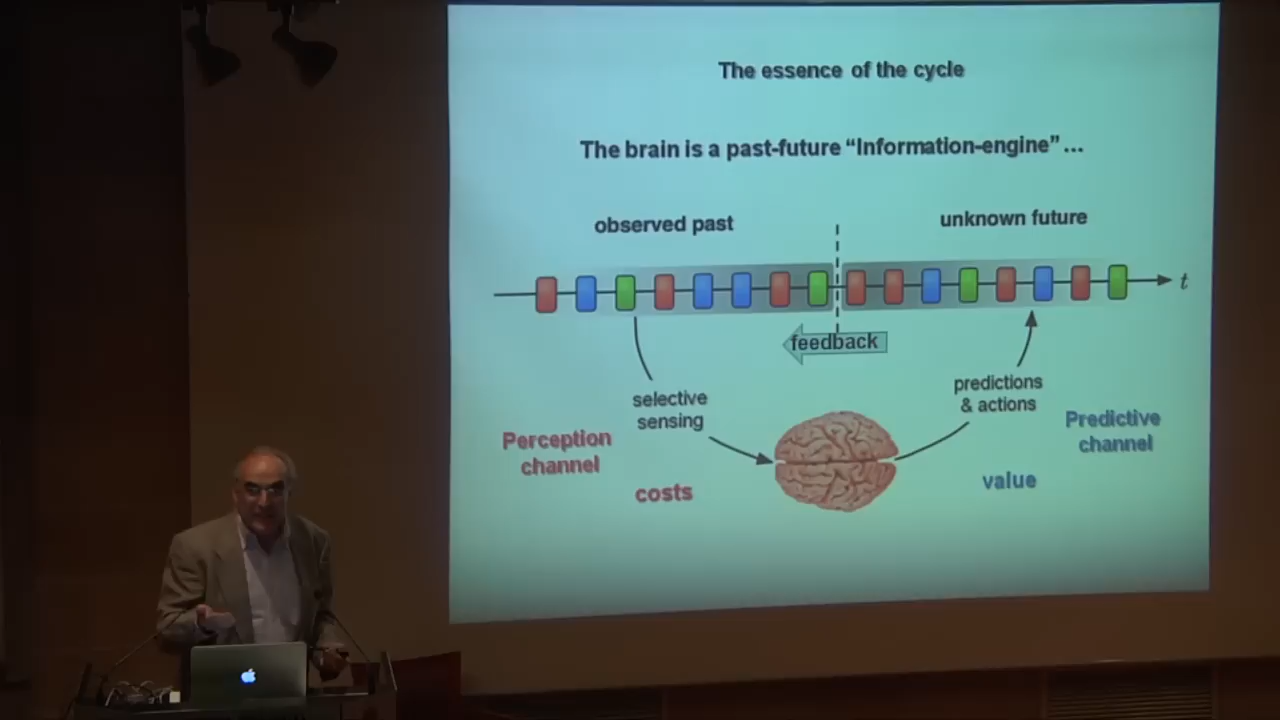 The essence of the cycle
The brain is a past-future “Information-engine” ...
observed past
unknown future
t
feedback
selective
sensing
predictions
& actions
Perception
channel
Predictive
channel
costs
value